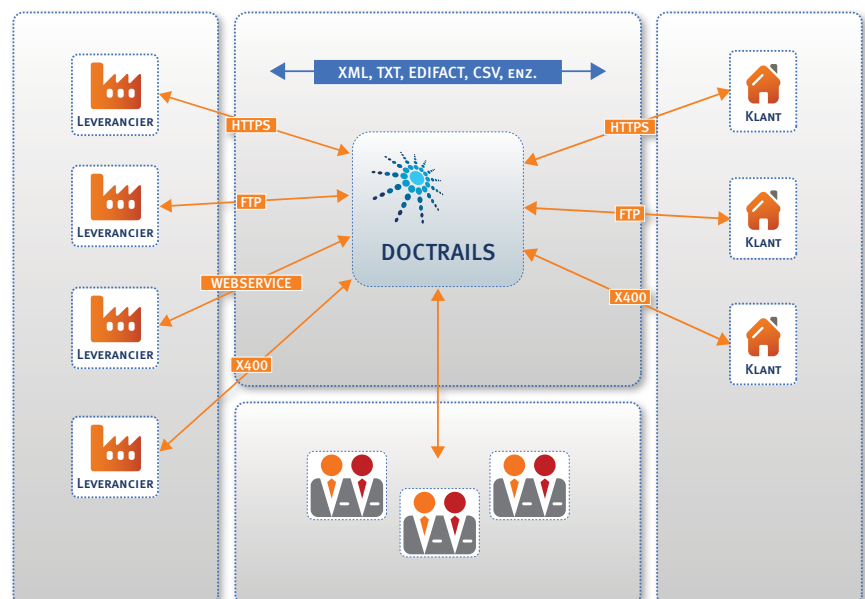 XML, TXT, EDIFACT, CSV, ENZ.
LEVERANCIER
LEVERANCIER
LEVERANCIER
LEVERANCIER
HTTPS
FTP
WEBSERVICE
X400
DOCTRAILS
HTTPS
FTP
X400
KLANT
KLANT
KLANT